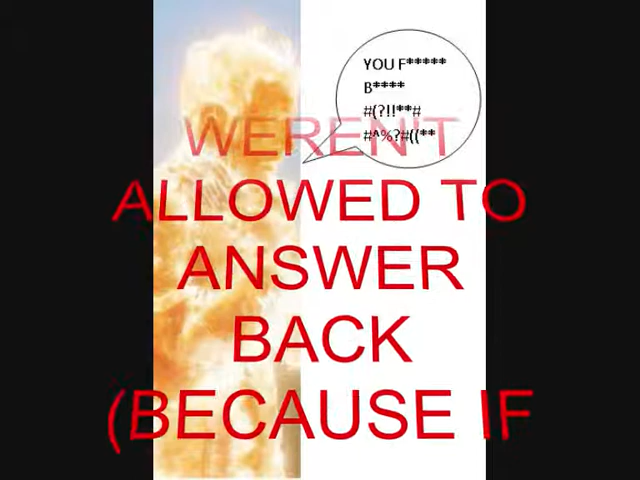 YOU F*****
B****
#(?!!**#
#^%?#((**
WEREN'T
ALLOWED TO
ANSWER
BACK
(BECAUSE IF